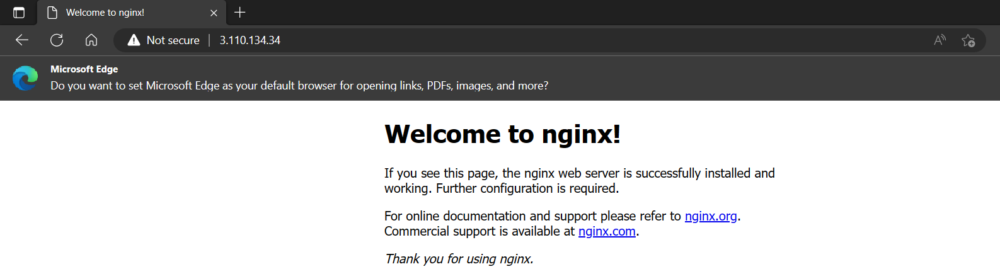 Welcome to nginx!
Not secure | 3.110.134.34
Microsoft Edge
Do you want to set Microsoft Edge as your default browser for opening links, PDFs, images, and more?
Welcome to nginx!
If you see this page, the nginx web server is successfully installed and
working. Further configuration is required.
For online documentation and support please refer to nginx.org.
Commercial support is available at nginx.com.
Thank you for using nginx.